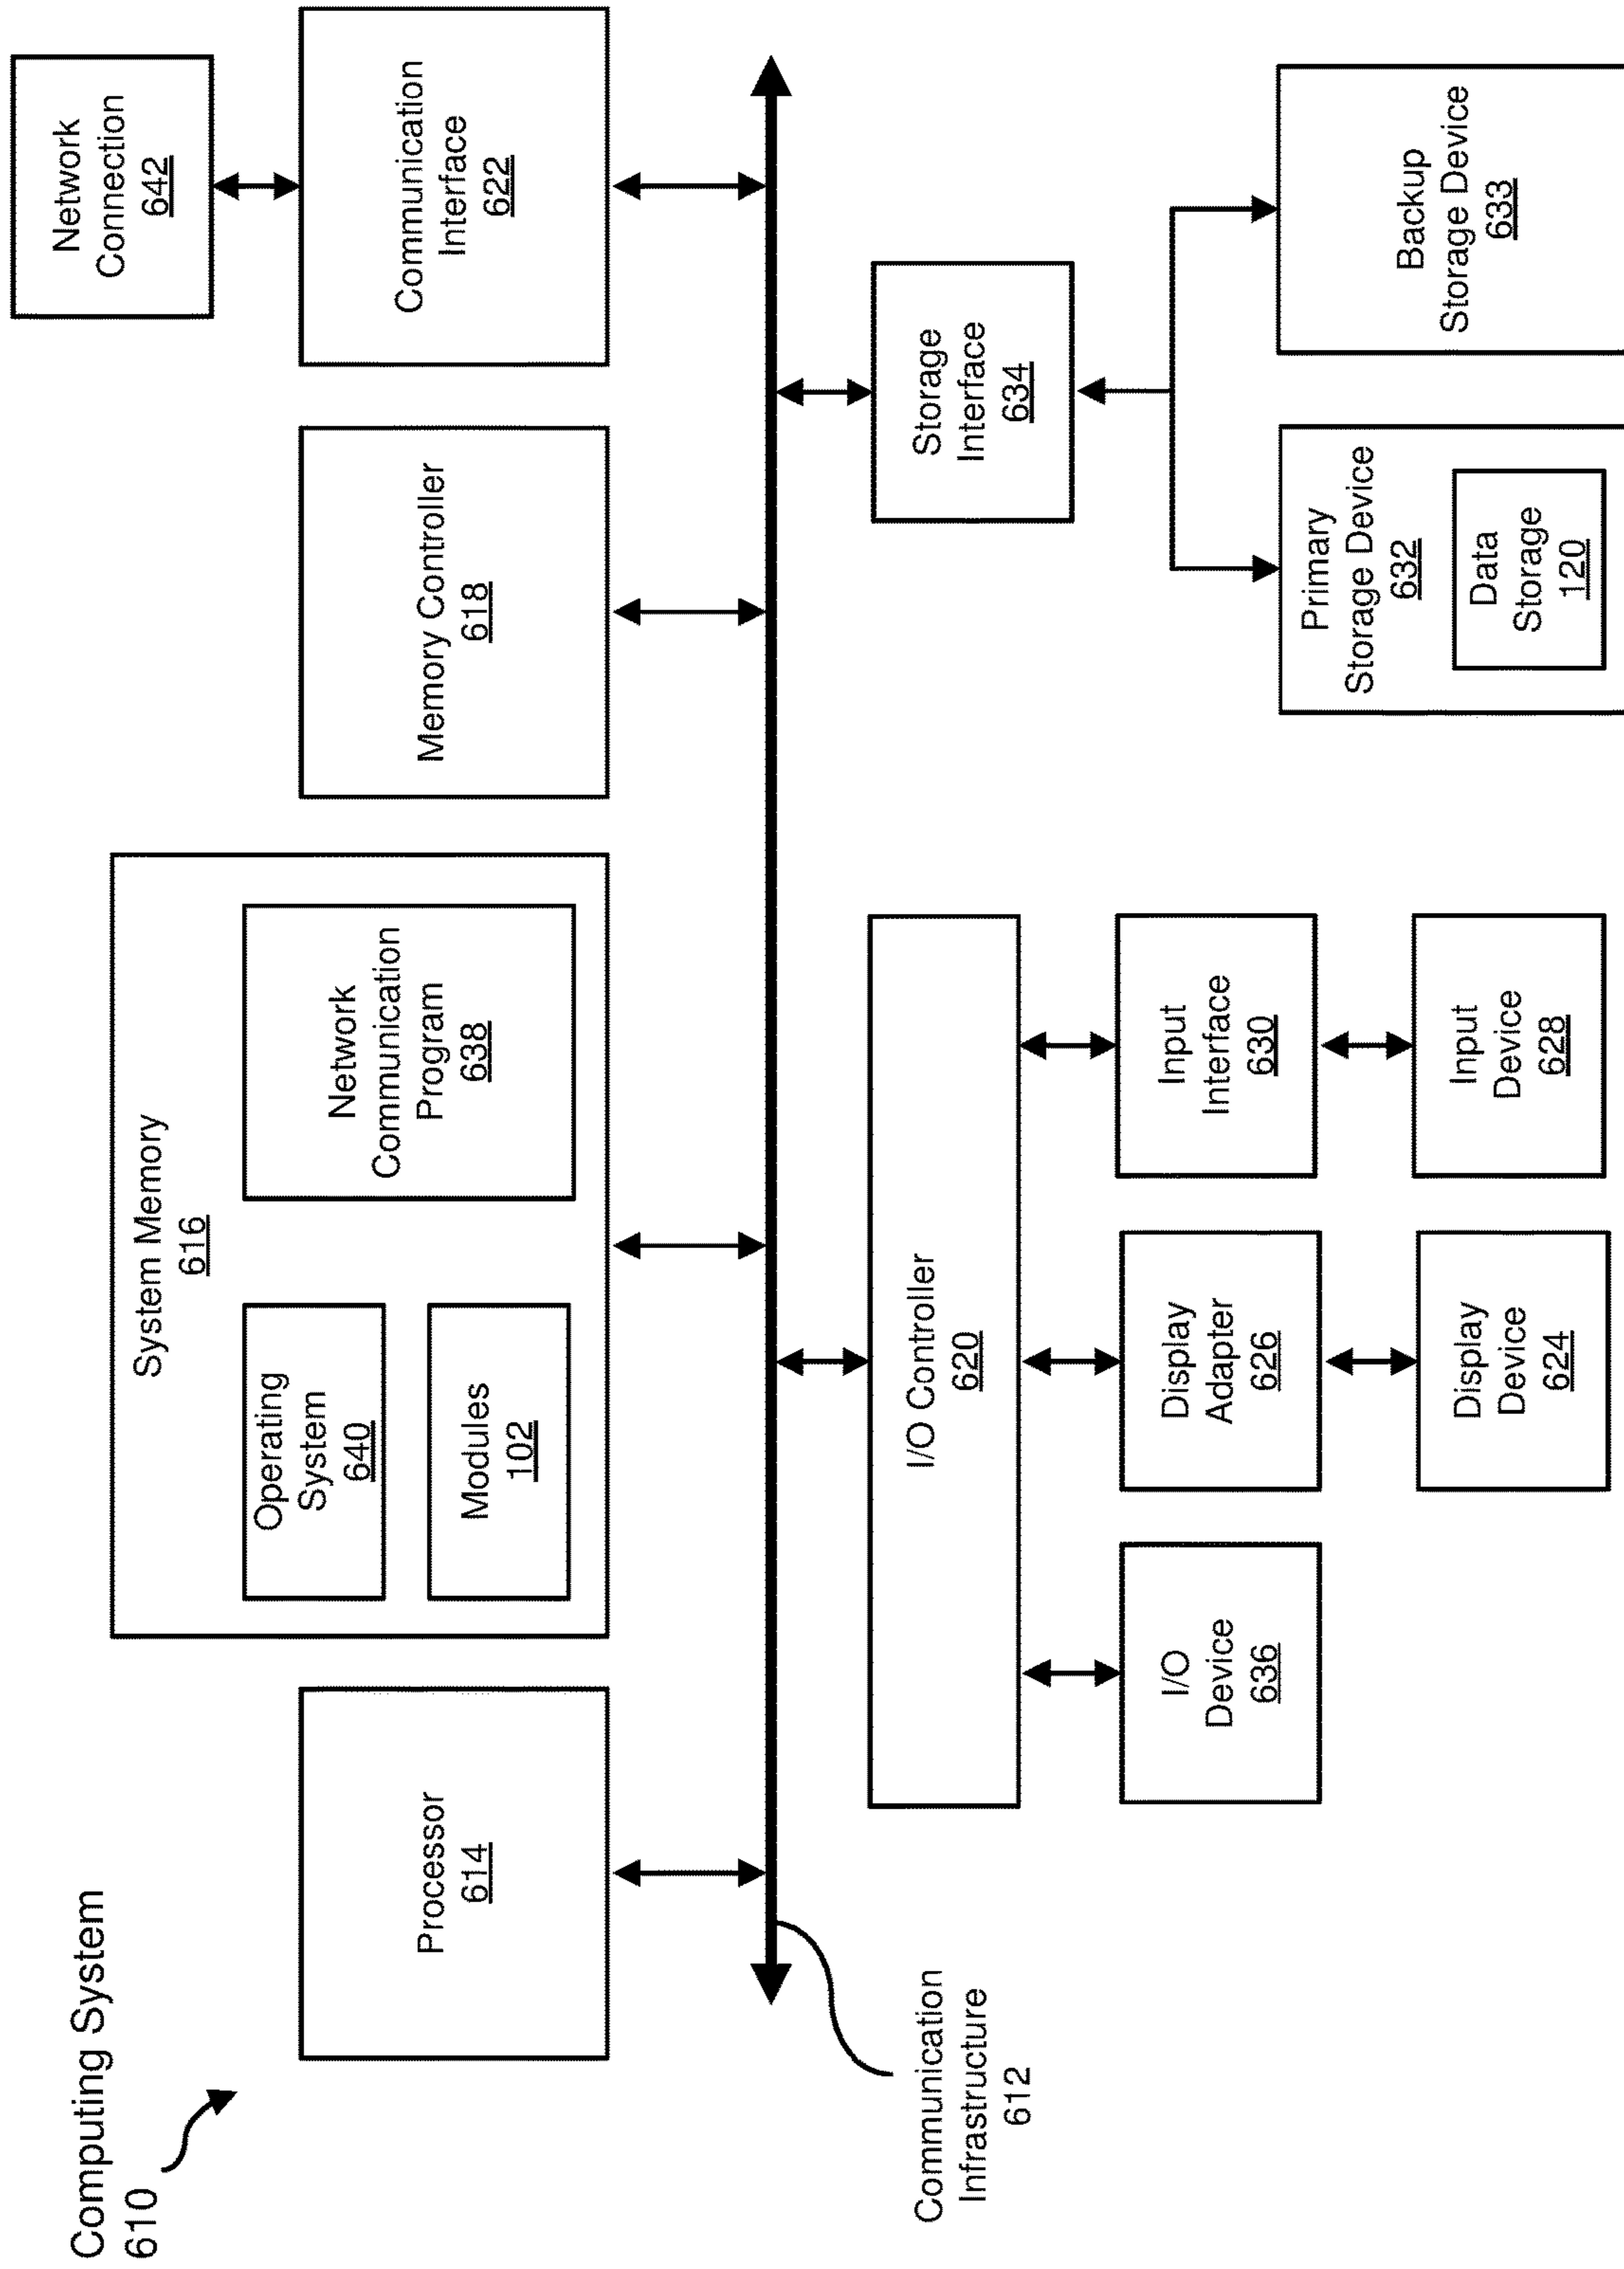 Computing System
610
Processor
614
System Memory
616
Operating
System
640
Modules
102
Network
Communication
Program
638
Memory Controller
618
Network
Connection
642
Communication
Interface
622
Communication
Infrastructure
612
I/O Controller
620
I/O
Device
636
Display
Adapter
626
Display
Device
624
Input
Interface
630
Input
Device
628
Storage
Interface
634
Primary
Storage Device
632
Data
Storage
120
Backup
Storage Device
633